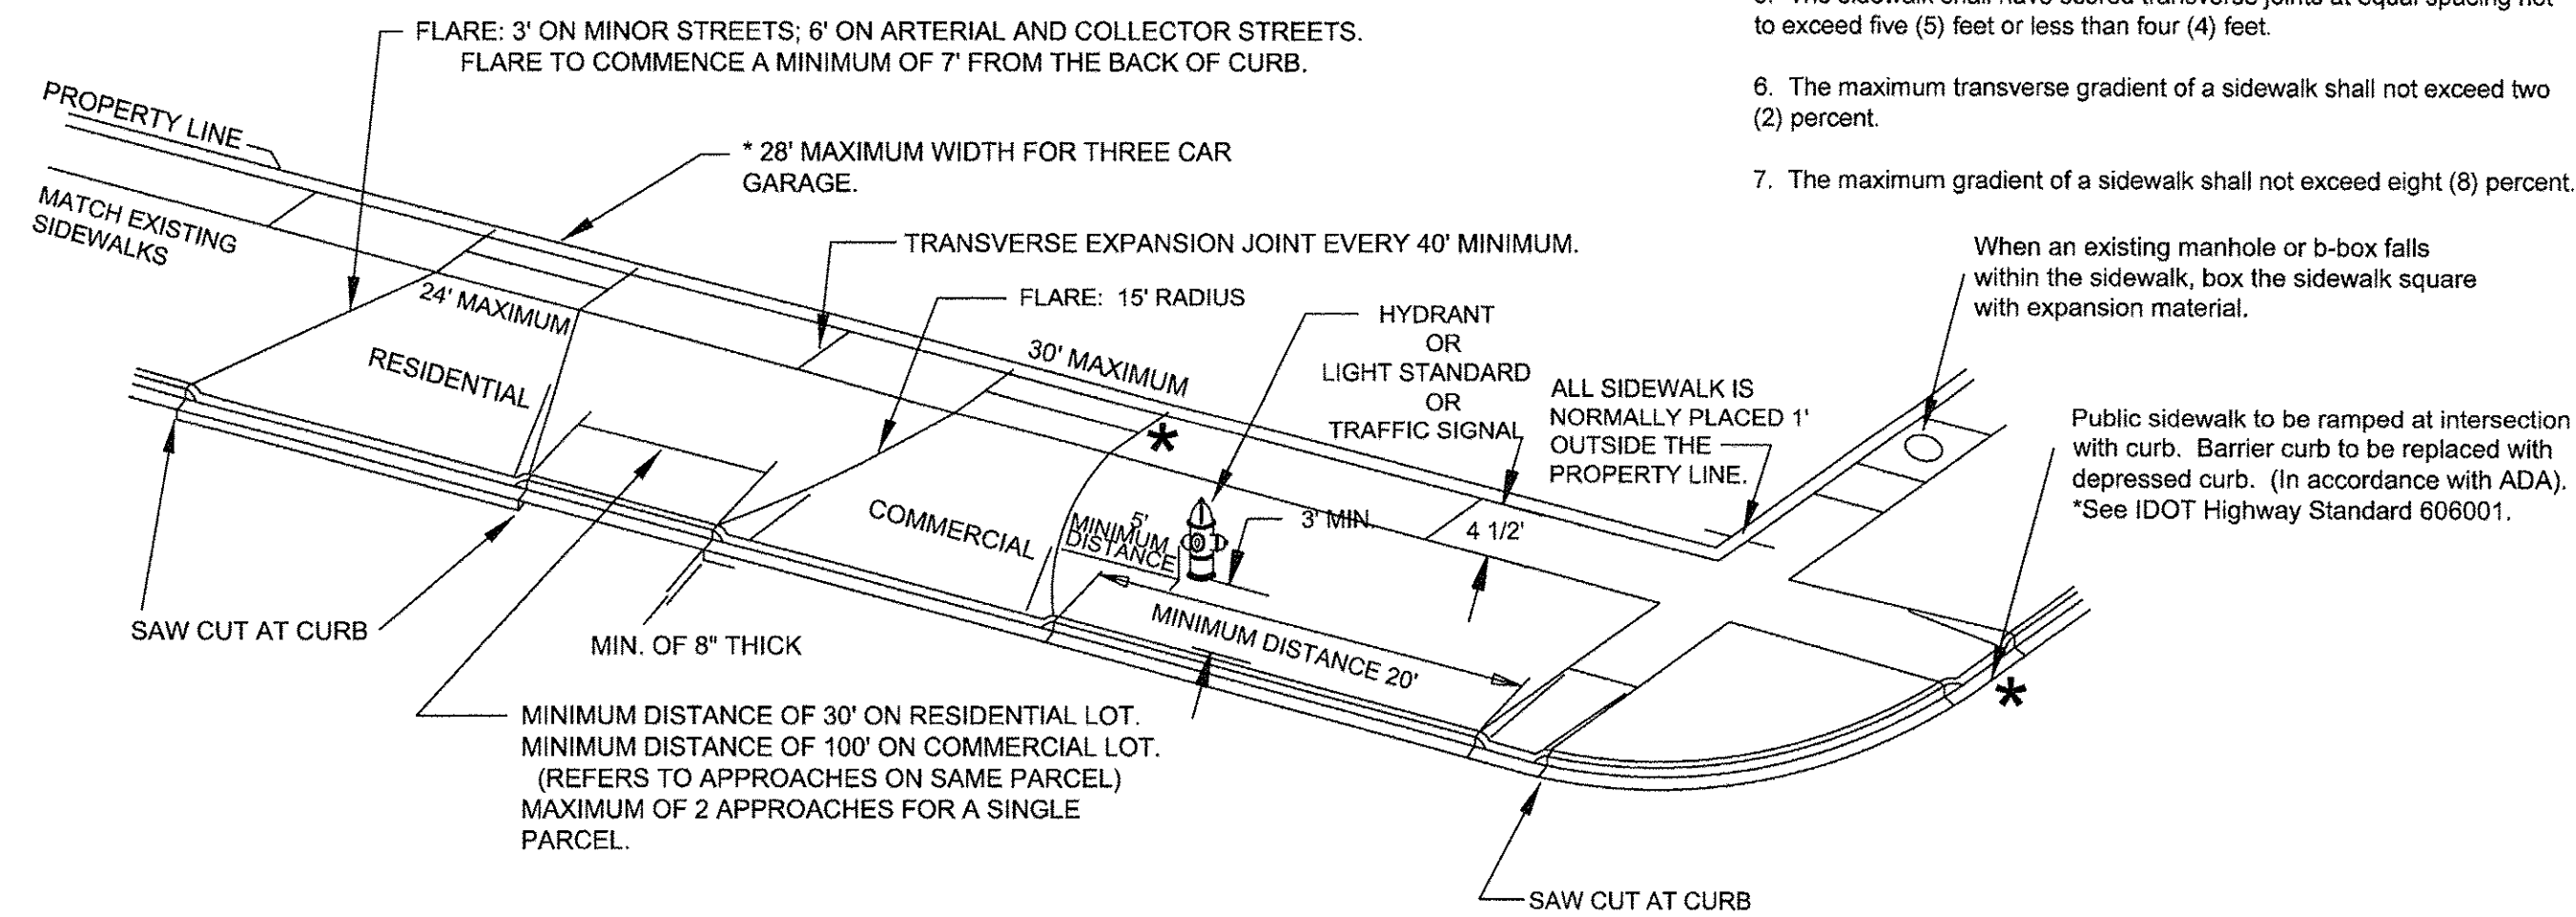 FLARE: 3' ON MINOR STREETS; 6' ON ARTERIAL AND COLLECTOR STREETS.
FLARE TO COMMENCE A MINIMUM OF 7' FROM THE BACK OF CURB.
PROPERTY LINE
MATCH EXISTING
SIDEWALKS
* 28' MAXIMUM WIDTH FOR THREE CAR
GARAGE.
TRANSVERSE EXPANSION JOINT EVERY 40' MINIMUM.
FLARE: 15' RADIUS
24' MAXIMUM
RESIDENTIAL
30' MAXIMUM
COMMERCIAL
HYDRANT
OR
LIGHT STANDARD
OR
TRAFFIC SIGNAL
ALL SIDEWALK IS
NORMALLY PLACED 1'
OUTSIDE THE
PROPERTY LINE.
*
5'
MINIMUM
DISTANCE
3' MIN.
4 1/2'
MINIMUM DISTANCE 20'
SAW CUT AT CURB
MIN. OF 8" THICK
MINIMUM DISTANCE OF 30' ON RESIDENTIAL LOT.
MINIMUM DISTANCE OF 100' ON COMMERCIAL LOT.
(REFERS TO APPROACHES ON SAME PARCEL)
MAXIMUM OF 2 APPROACHES FOR A SINGLE
PARCEL.
SAW CUT AT CURB
to exceed five (5) feet or less than four (4) feet.
6. The maximum transverse gradient of a sidewalk shall not exceed two
(2) percent.
7. The maximum gradient of a sidewalk shall not exceed eight (8) percent.
When an existing manhole or b-box falls
within the sidewalk, box the sidewalk square
with expansion material.
Public sidewalk to be ramped at intersection
with curb. Barrier curb to be replaced with
depressed curb. (In accordance with ADA).
*See IDOT Highway Standard 606001.
*